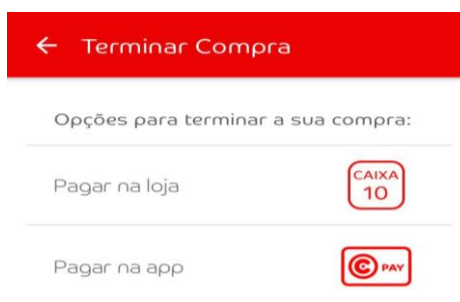 Terminar Compra
Opções para terminar a sua compra:
Pagar na loja
CAIXA
10
Pagar na app
C PAY